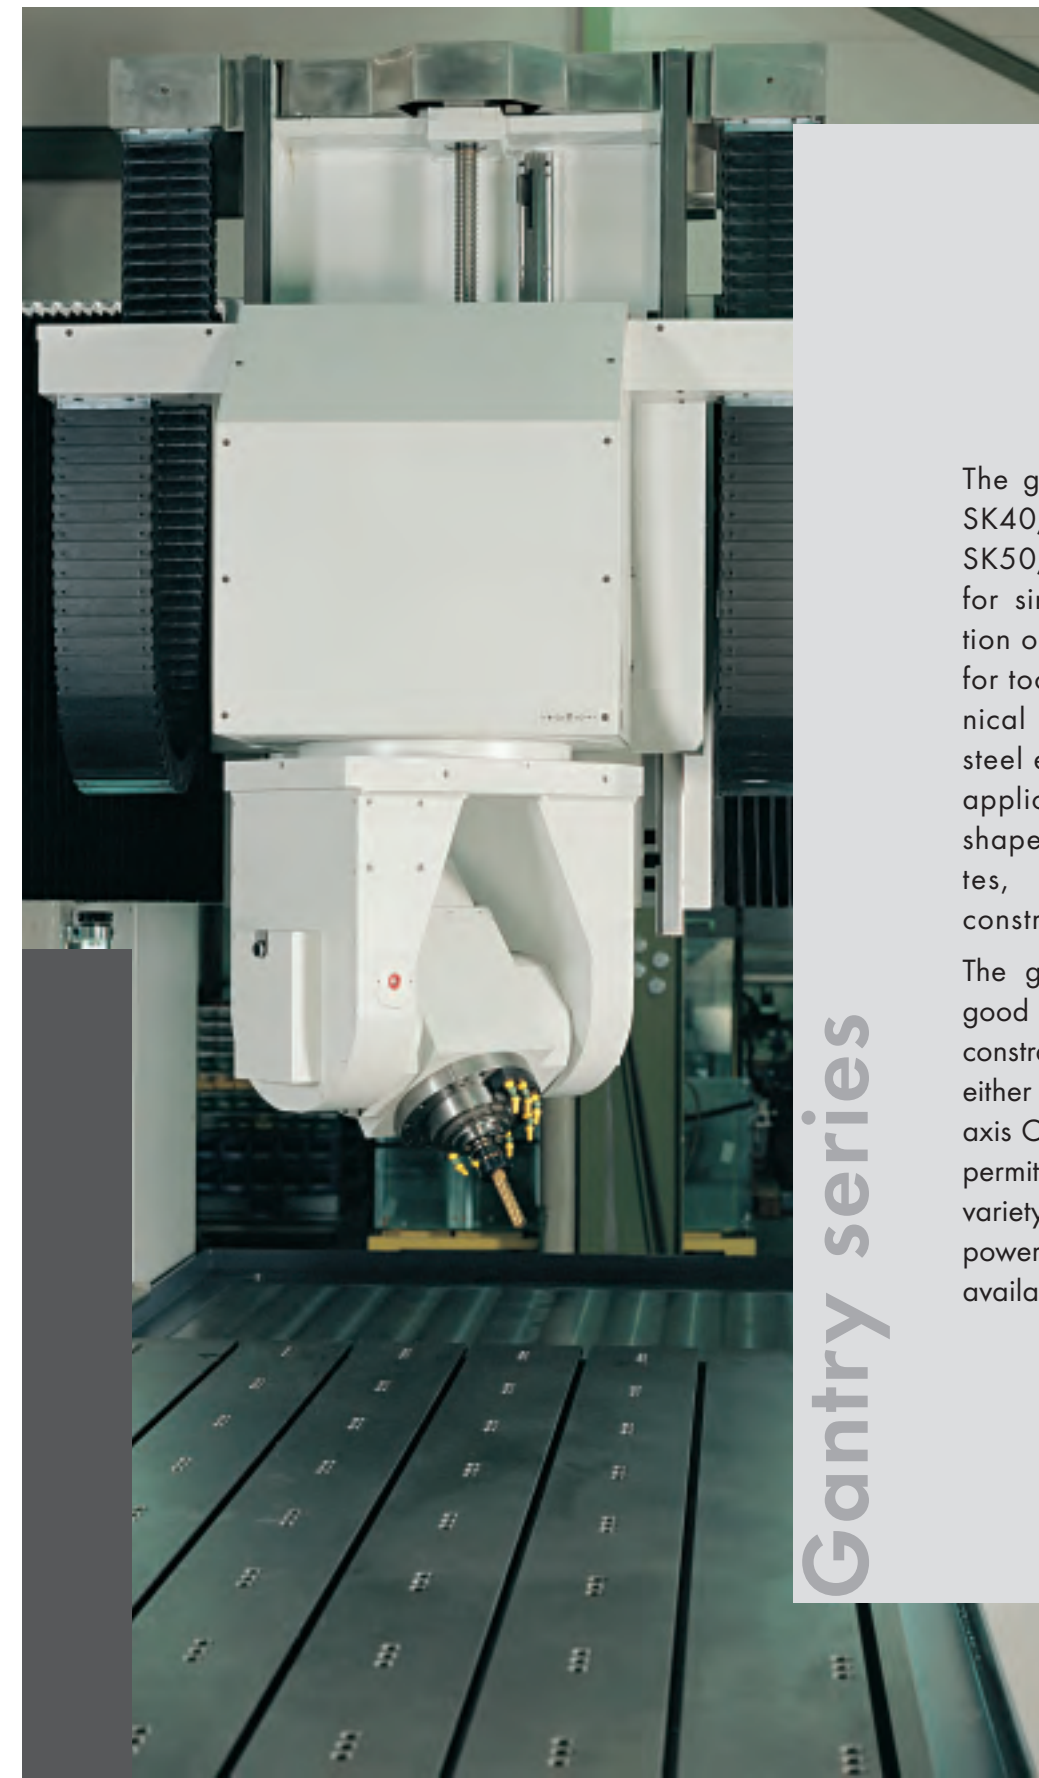 The g
SK40,
SK50,
for sin
tion o
for too
nical
steel e
applic
shape
tes,
constr
The g
good
constr
either
axis C
permit
variety
power
availa
Gantry series